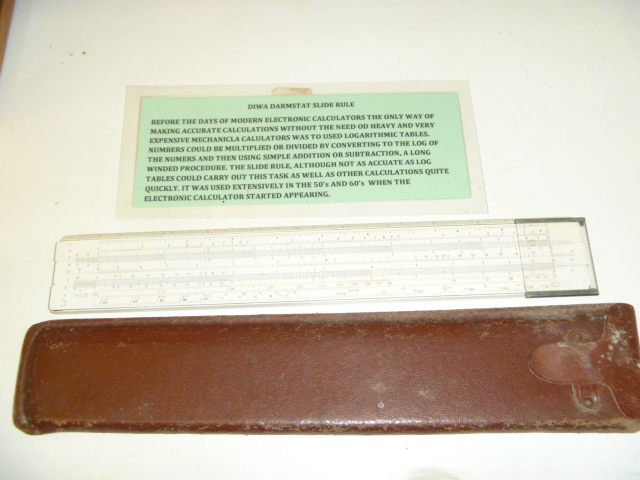 DIWA DARMSTAT SLIDE RULE
BEFORE THE DAYS OF MODERN ELECTRONIC CALCULATORS THE ONLY WAY OF
MAKING ACCURATE CALCULATIONS WITHOUT THE NEED OD HEAVY AND VERY
EXPENSIVE MECHANICLA CLALULATORS WAS TO USED LOGARITHMIC TABLES.
NUMBERS COULD BE MULTIPLIED OR DIVIDED BY CONVERTING TO THE LOG OF
THE NUMERS AND THEN USING SIMPLE ADDITION OR SUBTRACTION, A LONG
WINDED PROCEDURE. THE SLIDE RULE, ALTHOUGH NOT AS ACCUATE AS LOG
TABLES COULD CARRY OUT THIS TASK AS WELL AS OTHER CALCULATIONS QUITE
QUICKLY. IT WAS USED EXTENSIVELY IN THE 50's AND 60's WHEN THE
ELECTRONIC CALCULATOR STARTED APPEARING.